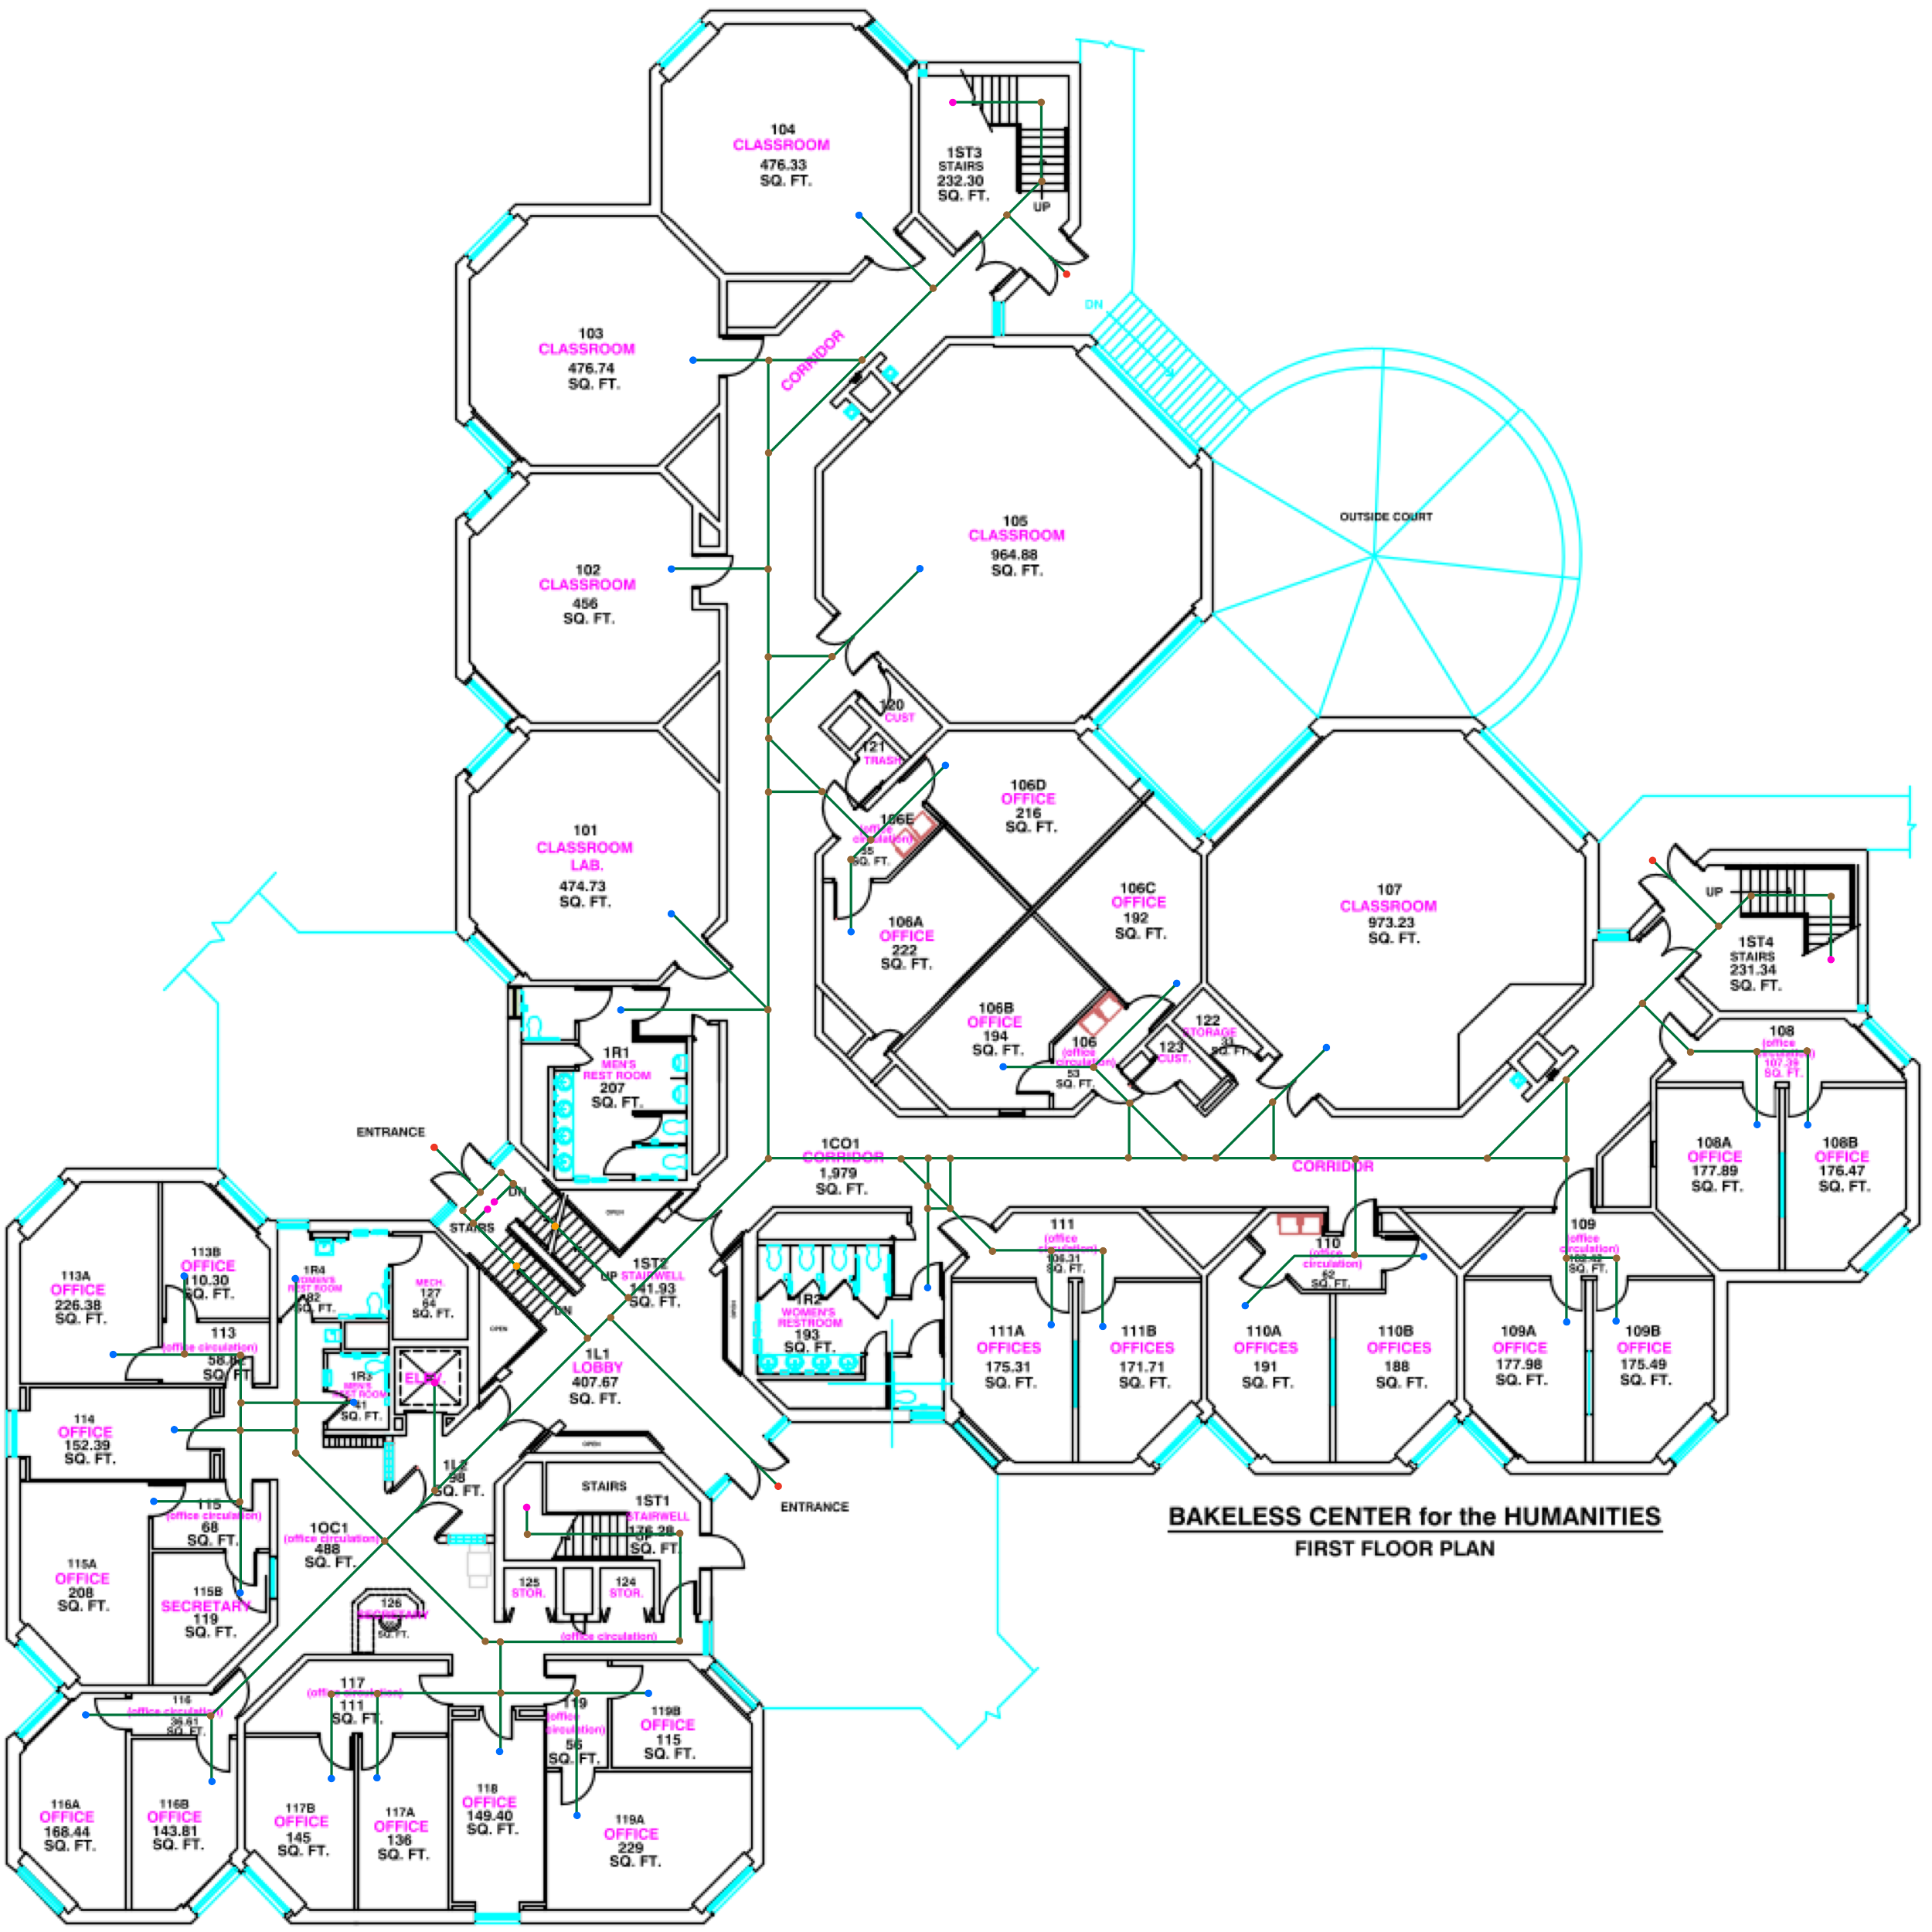 104
CLASSROOM
476.33
SQ. FT.
1ST3
STAIRS
232.30
SQ. FT.
UP
DN
103
CLASSROOM
476.74
SQ. FT.
CORRIDOR
105
CLASSROOM
964.88
SQ. FT.
OUTSIDE COURT
102
CLASSROOM
456
SQ. FT.
120
CUST
121
TRASH
101
CLASSROOM
LAB.
474.73
SQ. FT.
106D
OFFICE
216
SQ. FT.
106E
(office
circulation)
SQ. FT.
106A
OFFICE
222
SQ. FT.
106C
OFFICE
192
SQ. FT.
107
CLASSROOM
973.23
SQ. FT.
UP
1ST4
STAIRS
231.34
SQ. FT.
106B
OFFICE
194
SQ. FT.
106
(office
circulation)
53
SQ. FT.
122
STORAGE
33
SQ. FT.
123
CUST.
108
(office
circulation)
SQ. FT.
108A
OFFICE
177.89
SQ. FT.
108B
OFFICE
176.47
SQ. FT.
1R1
MEN'S
REST ROOM
207
SQ. FT.
ENTRANCE
1CO1
CORRIDOR
1,979
SQ. FT.
CORRIDOR
DN
STAIRS
OPEN
UP
1ST2
STAIRWELL
141.93
SQ. FT.
DN
OPEN
OPEN
1R2
WOMEN'S
RESTROOM
193
SQ. FT.
111
(office
circulation)
106.31
SQ. FT.
111A
OFFICES
175.31
SQ. FT.
111B
OFFICES
171.71
SQ. FT.
110
(office
circulation)
62
SQ. FT.
110A
OFFICES
191
SQ. FT.
110B
OFFICES
188
SQ. FT.
109
(office
circulation)
SQ. FT.
109A
OFFICE
177.98
SQ. FT.
109B
OFFICE
175.49
SQ. FT.
113A
OFFICE
226.38
SQ. FT.
113B
OFFICE
110.30
SQ. FT.
113
(office circulation)
58.82
SQ. FT.
1R4
WOMEN'S
REST ROOM
82
SQ. FT.
MECH.
127
64
SQ. FT.
1R3
MEN'S
REST ROOM
41
SQ. FT.
ELEV.
1L1
LOBBY
407.67
SQ. FT.
114
OFFICE
152.39
SQ. FT.
1L2
98
SQ. FT.
OPEN
STAIRS
1ST1
STAIRWELL
176.28
SQ. FT.
ENTRANCE
115
(office circulation)
68
SQ. FT.
1OC1
(office circulation)
488
SQ. FT.
115A
OFFICE
208
SQ. FT.
115B
SECRETARY
119
SQ. FT.
126
SECRETARY
SQ. FT.
125
STOR.
124
STOR.
(office circulation)
116
(office circulation)
36.61
SQ. FT.
117
(office circulation)
111
SQ. FT.
119
(office
circulation)
56
SQ. FT.
119B
OFFICE
115
SQ. FT.
116A
OFFICE
168.44
SQ. FT.
116B
OFFICE
143.81
SQ. FT.
117B
OFFICE
145
SQ. FT.
117A
OFFICE
136
SQ. FT.
118
OFFICE
149.40
SQ. FT.
119A
OFFICE
229
SQ. FT.
BAKELESS CENTER for the HUMANITIES
FIRST FLOOR PLAN